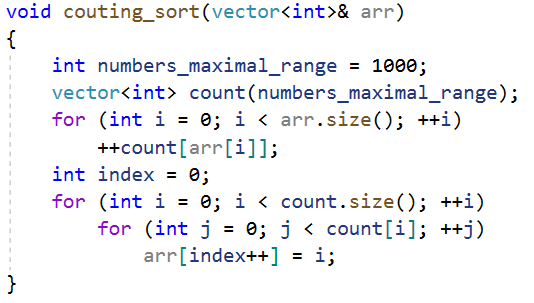 void couting_sort(vector<int>& arr)
{
    int numbers_maximal_range = 1000;
    vector<int> count(numbers_maximal_range);
    for (int i = 0; i < arr.size(); ++i)
        ++count[arr[i]];
    int index = 0;
    for (int i = 0; i < count.size(); ++i)
        for (int j = 0; j < count[i]; ++j)
            arr[index++] = i;
}